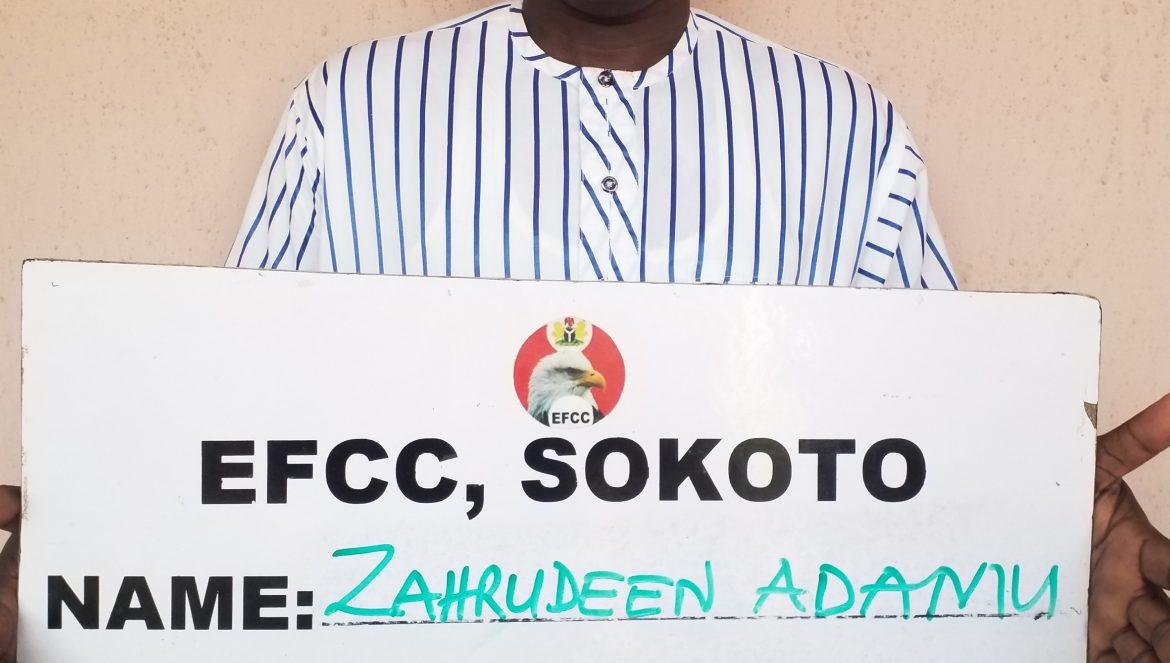 EFCC
EFCC, SOKOTO
NAME: ZAHRUDEEN ADAMU